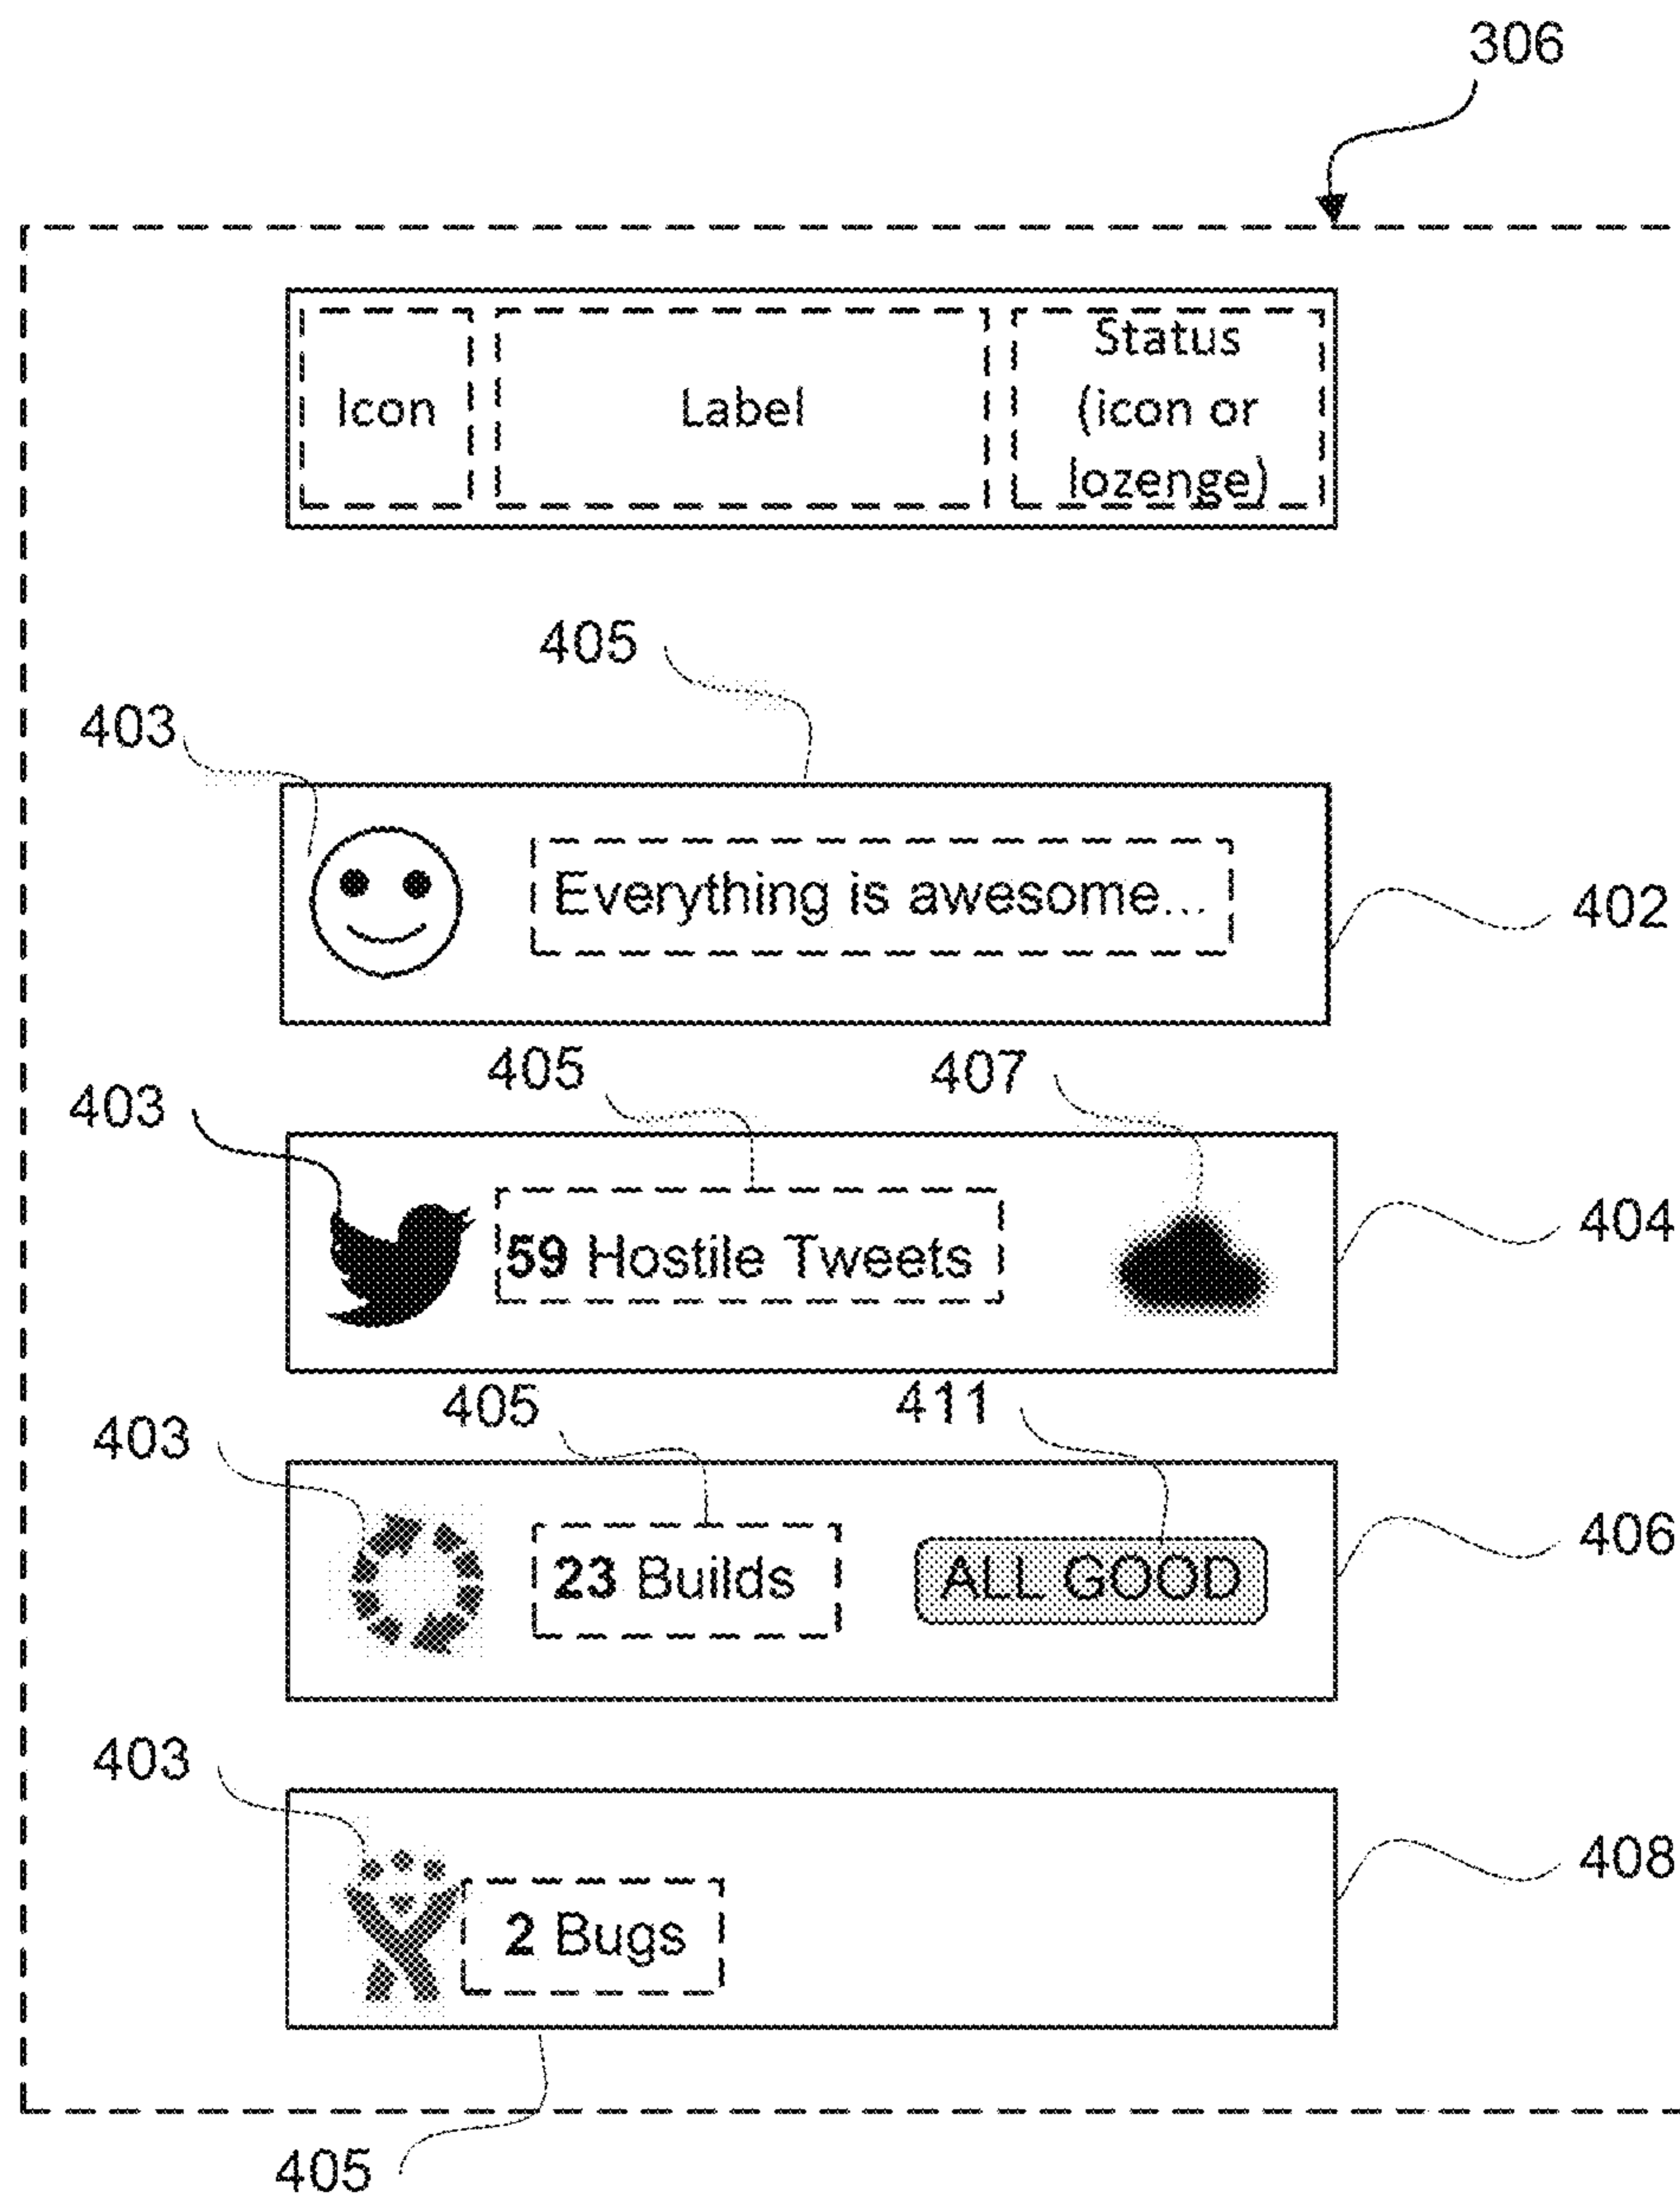 306
Icon
Label
Status
(icon or
lozenge)
405
403
Everything is awesome...
402
405
407
403
59 Hostile Tweets
404
405
411
403
23 Builds
ALL GOOD
406
403
2 Bugs
408
405